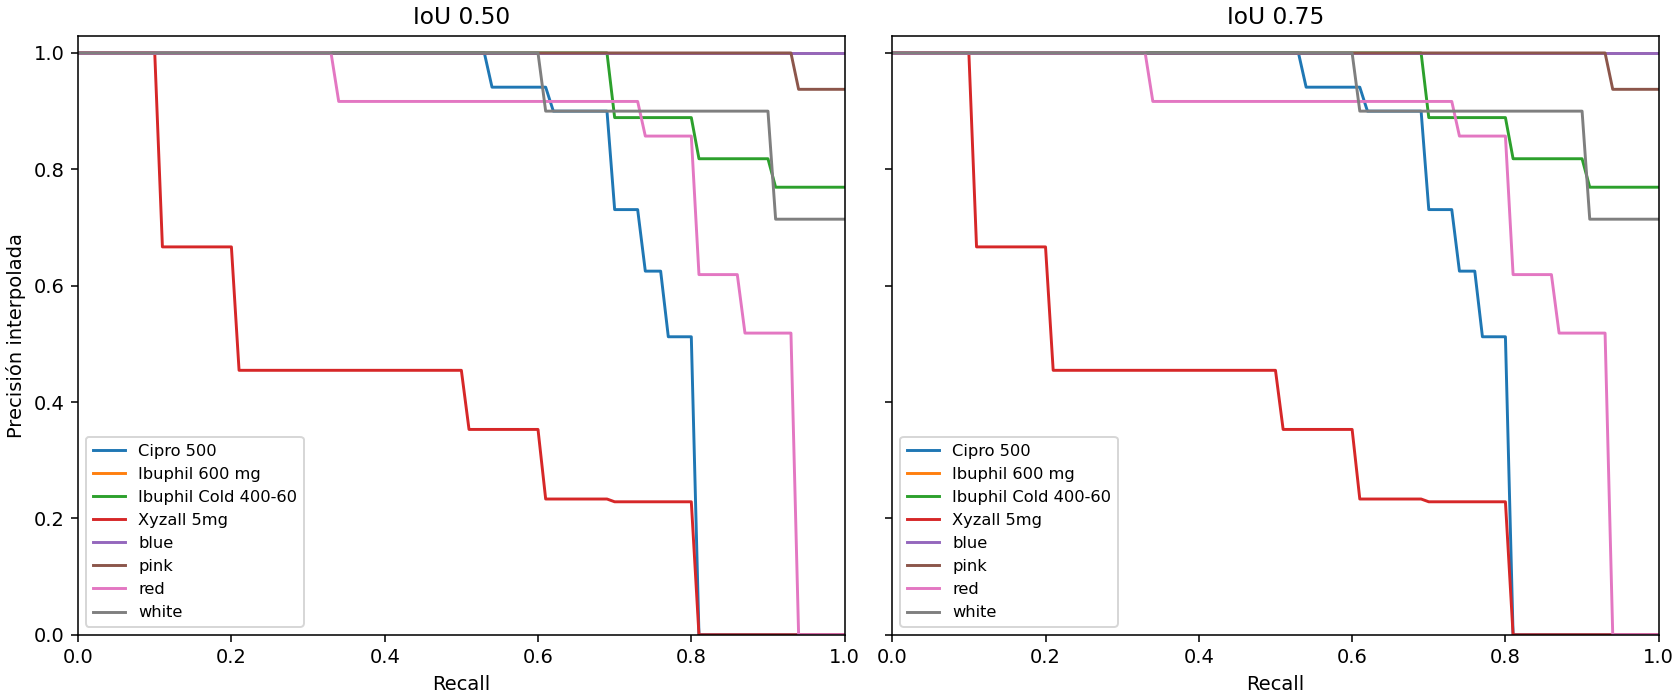 IoU 0.50
1.0
0.8
0.6
0.4
0.2
0.0
Precisión interpolada
Cipro 500
Ibuphil 600 mg
Ibuphil Cold 400-60
Xyzall 5mg
blue
pink
red
white
0.0 0.2 0.4 0.6 0.8 1.0
Recall
IoU 0.75
Cipro 500
Ibuphil 600 mg
Ibuphil Cold 400-60
Xyzall 5mg
blue
pink
red
white
0.0 0.2 0.4 0.6 0.8 1.0
Recall